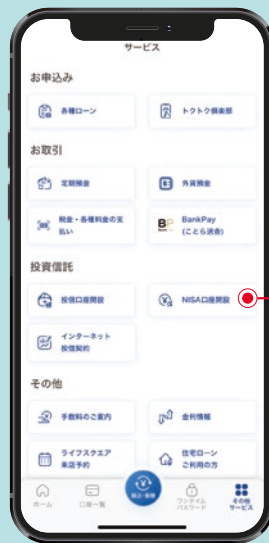 サービス
お申込み
各種ローン
トクトク倶楽部
お取引
定期預金
外貨預金
税金・各種料金の支
払い
BP
BankPay
(ことら送金)
投資信託
投信口座開設
NISA口座開設
インターネット
投信契約
その他
手数料のご案内
金利情報
ライフスクエア
来店予約
住宅ローン
ご利用の方
ホーム
口座一覧
振込・振替
ワンタイム
パスワード
その他
サービス